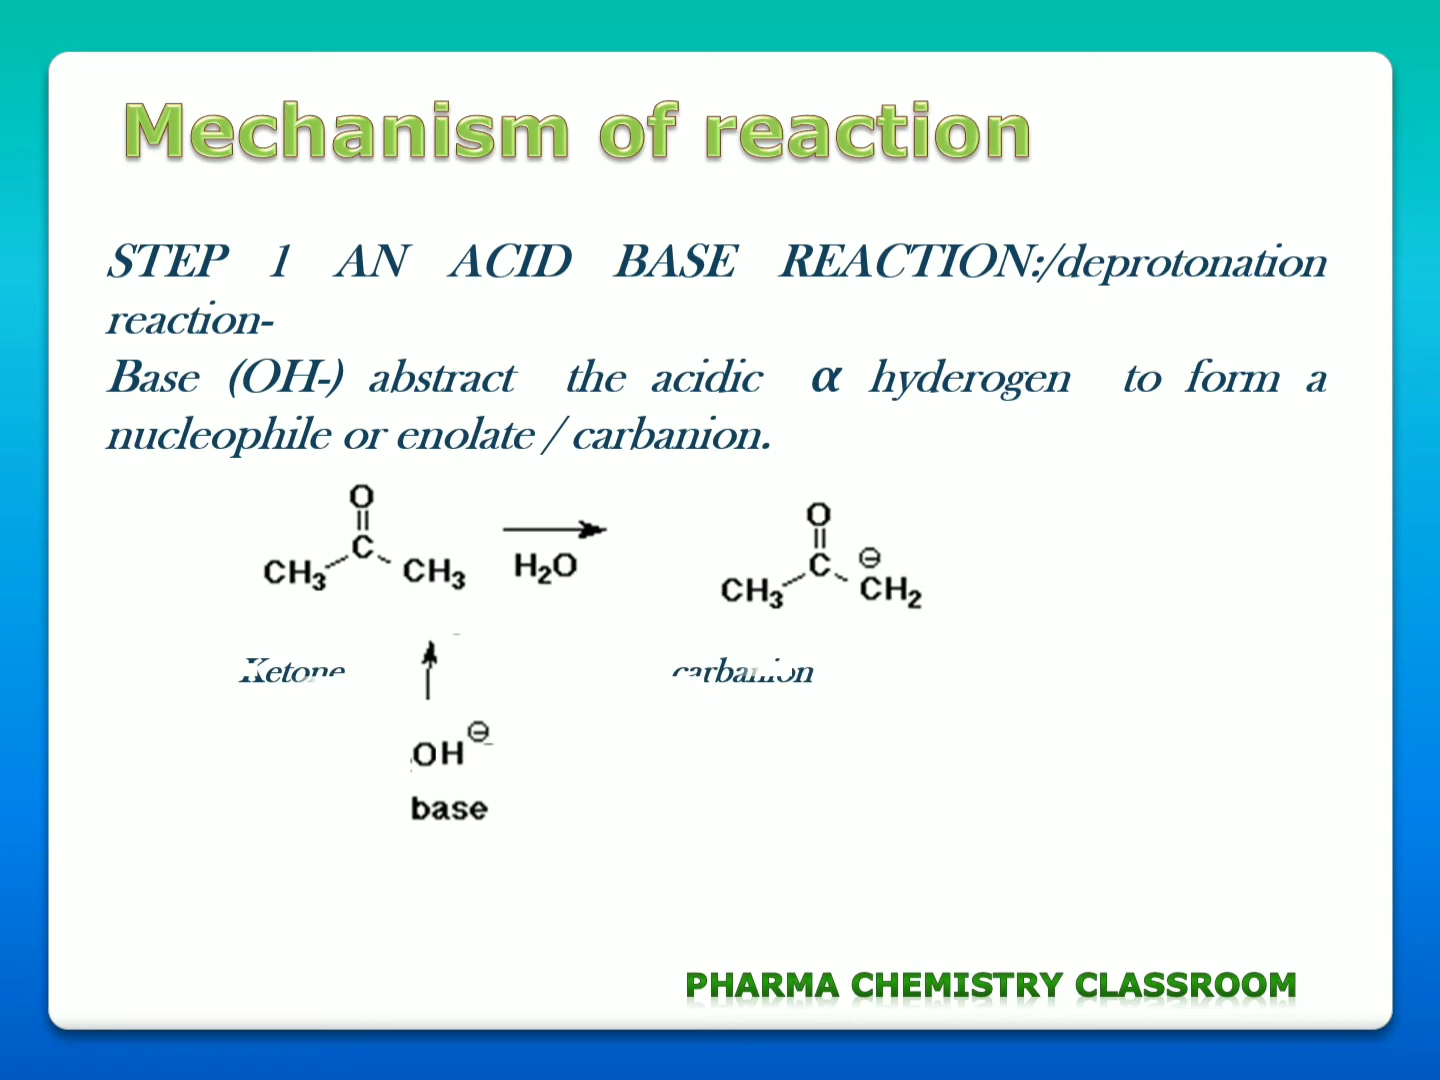 Mechanism of reaction
STEP 1 AN ACID BASE REACTION:/deprotonation
reaction-
Base (OH-) abstract the acidic α hyderogen to form a
nucleophile or enolate / carbanion.
O
C
CH₃ CH₃
H₂O
O
C ⊖
CH₃ CH₂
Ketone carbanion
OH⊖
base
PHARMA CHEMISTRY CLASSROOM